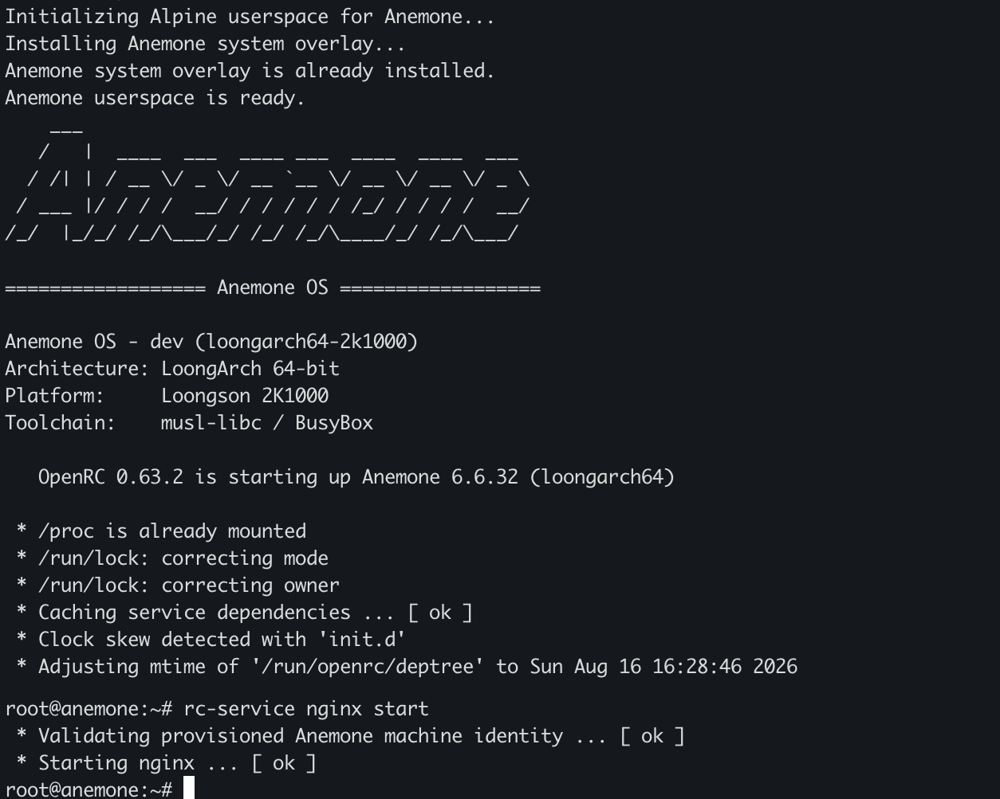 Initializing Alpine userspace for Anemone...
Installing Anemone system overlay...
Anemone system overlay is already installed.
Anemone userspace is ready.
    ___
   /   |  ____  ___  ____ ___  ____  ____  ___
  / /| | / __ \/ _ \/ __ `__ \/ __ \/ __ \/ _ \
 / ___ |/ / / /  __/ / / / / / /_/ / / / /  __/
/_/  |_/_/ /_/\___/_/ /_/ /_/\____/_/ /_/\___/
================== Anemone OS ==================
Anemone OS - dev (loongarch64-2k1000)
Architecture: LoongArch 64-bit
Platform:     Loongson 2K1000
Toolchain:    musl-libc / BusyBox
   OpenRC 0.63.2 is starting up Anemone 6.6.32 (loongarch64)
 * /proc is already mounted
 * /run/lock: correcting mode
 * /run/lock: correcting owner
 * Caching service dependencies ... [ ok ]
 * Clock skew detected with 'init.d'
 * Adjusting mtime of '/run/openrc/deptree' to Sun Aug 16 16:28:46 2026
root@anemone:~# rc-service nginx start
 * Validating provisioned Anemone machine identity ... [ ok ]
 * Starting nginx ... [ ok ]
root@anemone:~#